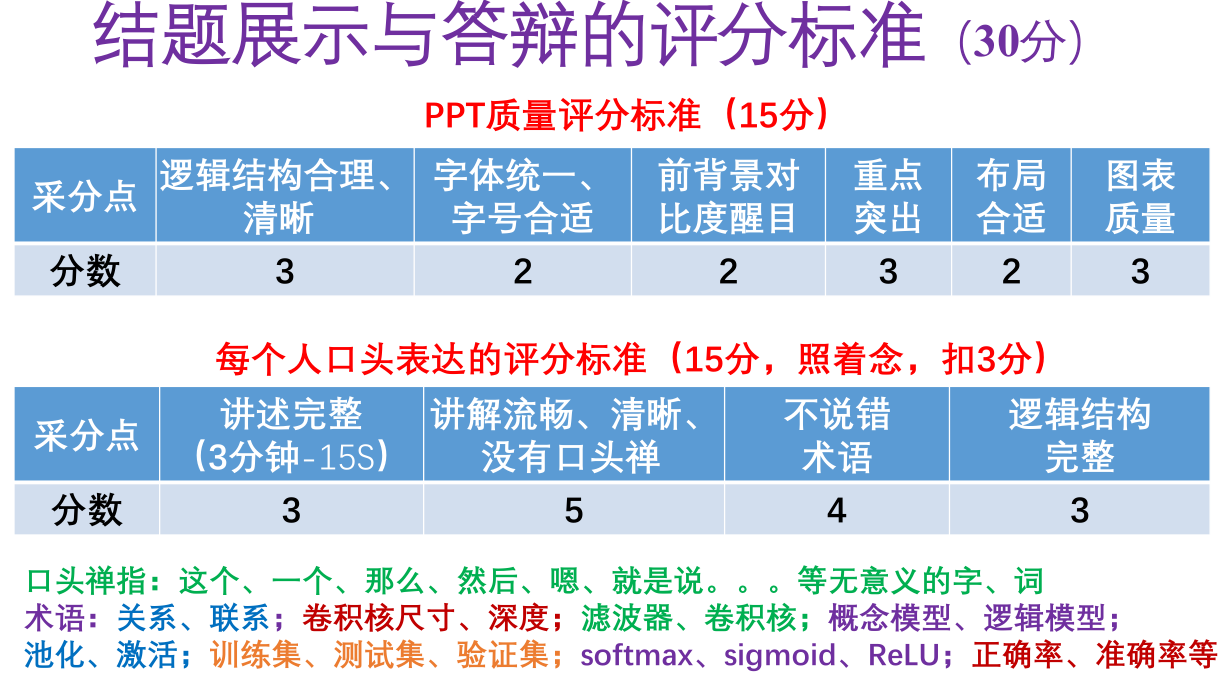 结题展示与答辩的评分标准（30分）
PPT质量评分标准（15分）
采分点 逻辑结构合理、清晰 字体统一、字号合适 前背景对比度醒目 重点突出 布局合适 图表质量
分数 3 2 2 3 2 3
每个人口头表达的评分标准（15分，照着念，扣3分）
采分点 讲述完整（3分钟-15S） 讲解流畅、清晰、没有口头禅 不说错术语 逻辑结构完整
分数 3 5 4 3
口头禅指：这个、一个、那么、然后、嗯、就是说。。。等无意义的字、词
术语：关系、联系；卷积核尺寸、深度；滤波器、卷积核；概念模型、逻辑模型；
池化、激活；训练集、测试集、验证集；softmax、sigmoid、ReLU；正确率、准确率等